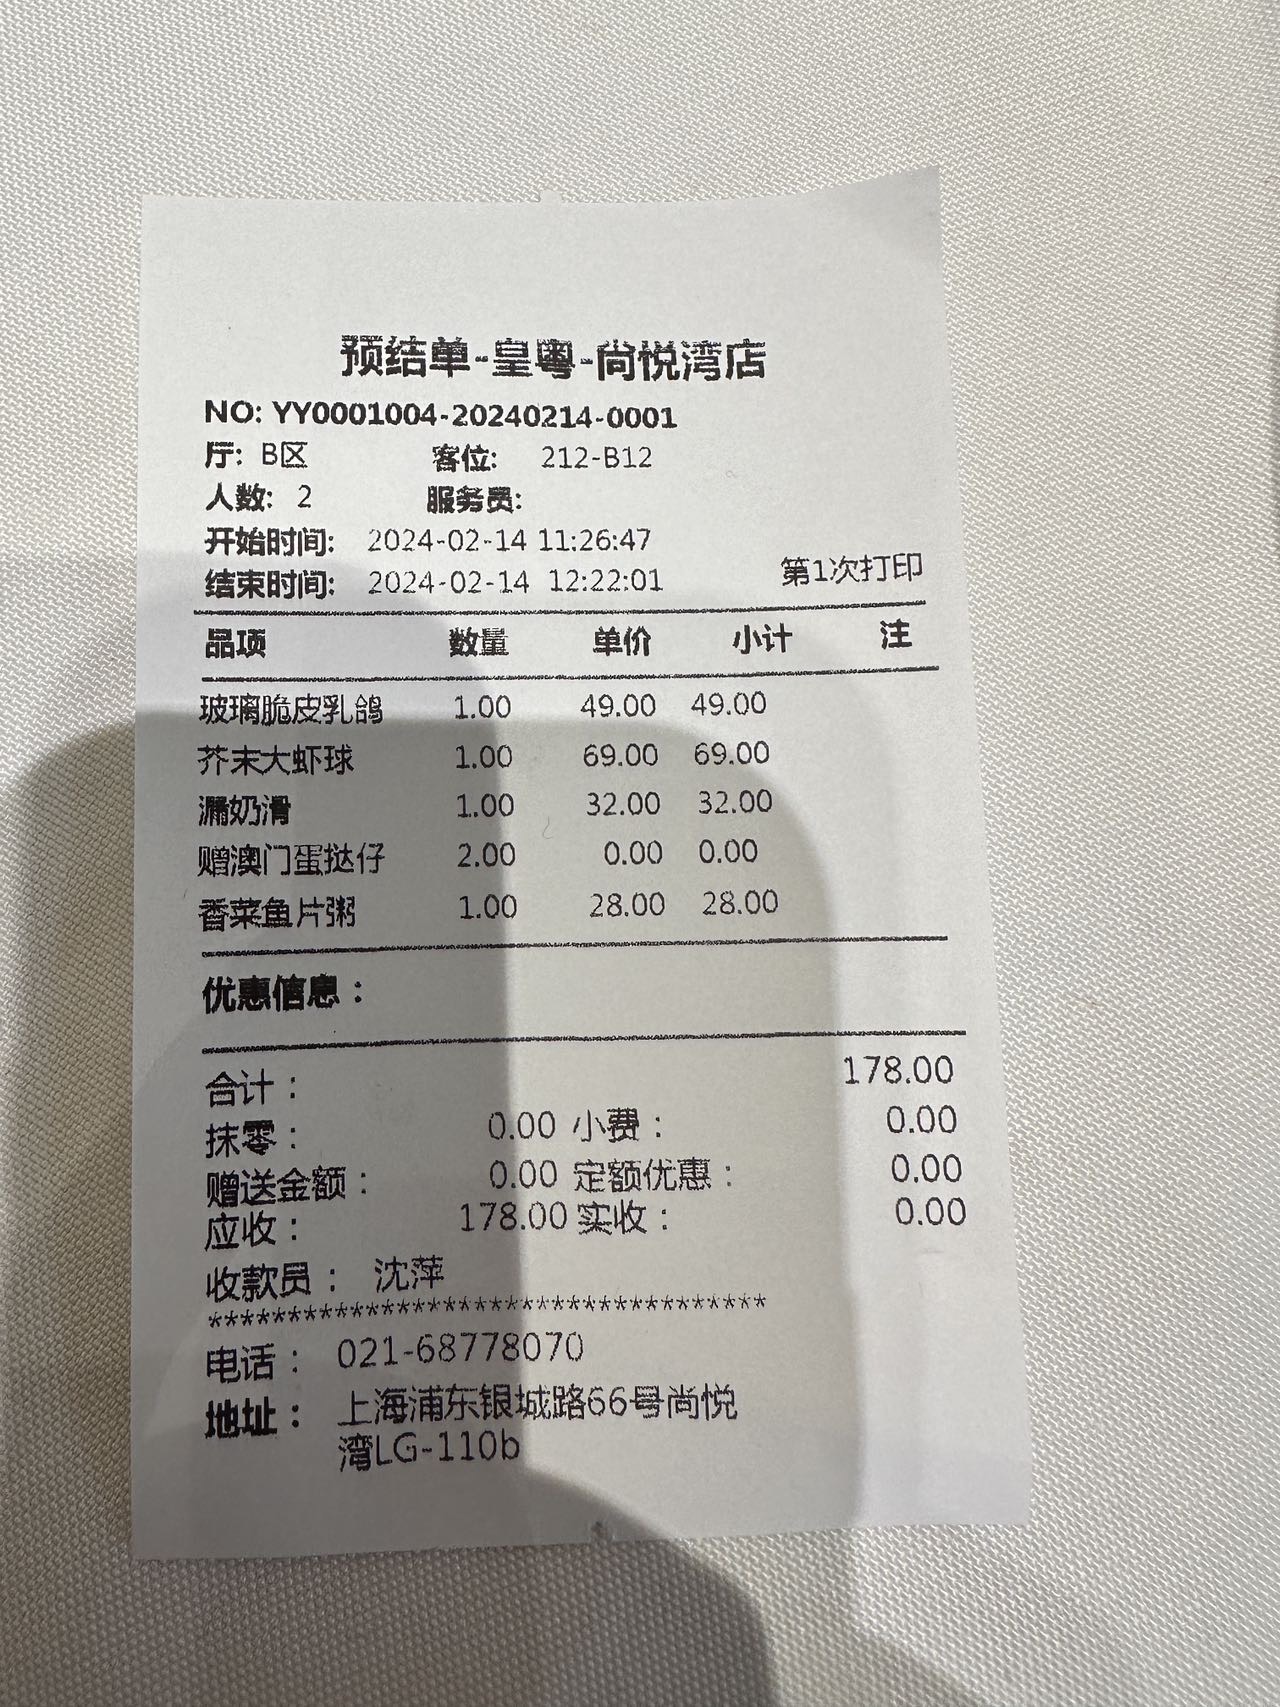 预结单-皇粤-尚悦湾店
NO: YY0001004-20240214-0001
厅: B区 客位: 212-B12
人数: 2 服务员:
开始时间: 2024-02-14 11:26:47
结束时间: 2024-02-14 12:22:01 第1次打印
品项 数量 单价 小计 注
玻璃脆皮乳鸽 1.00 49.00 49.00
芥末大虾球 1.00 69.00 69.00
漏奶滑 1.00 32.00 32.00
赠澳门蛋挞仔 2.00 0.00 0.00
香菜鱼片粥 1.00 28.00 28.00
优惠信息：
合计： 178.00
抹零： 0.00 小费： 0.00
赠送金额： 0.00 定额优惠： 0.00
应收： 178.00 实收： 0.00
收款员： 沈萍
***********************************
电话： 021-68778070
地址： 上海浦东银城路66号尚悦
湾LG-110b